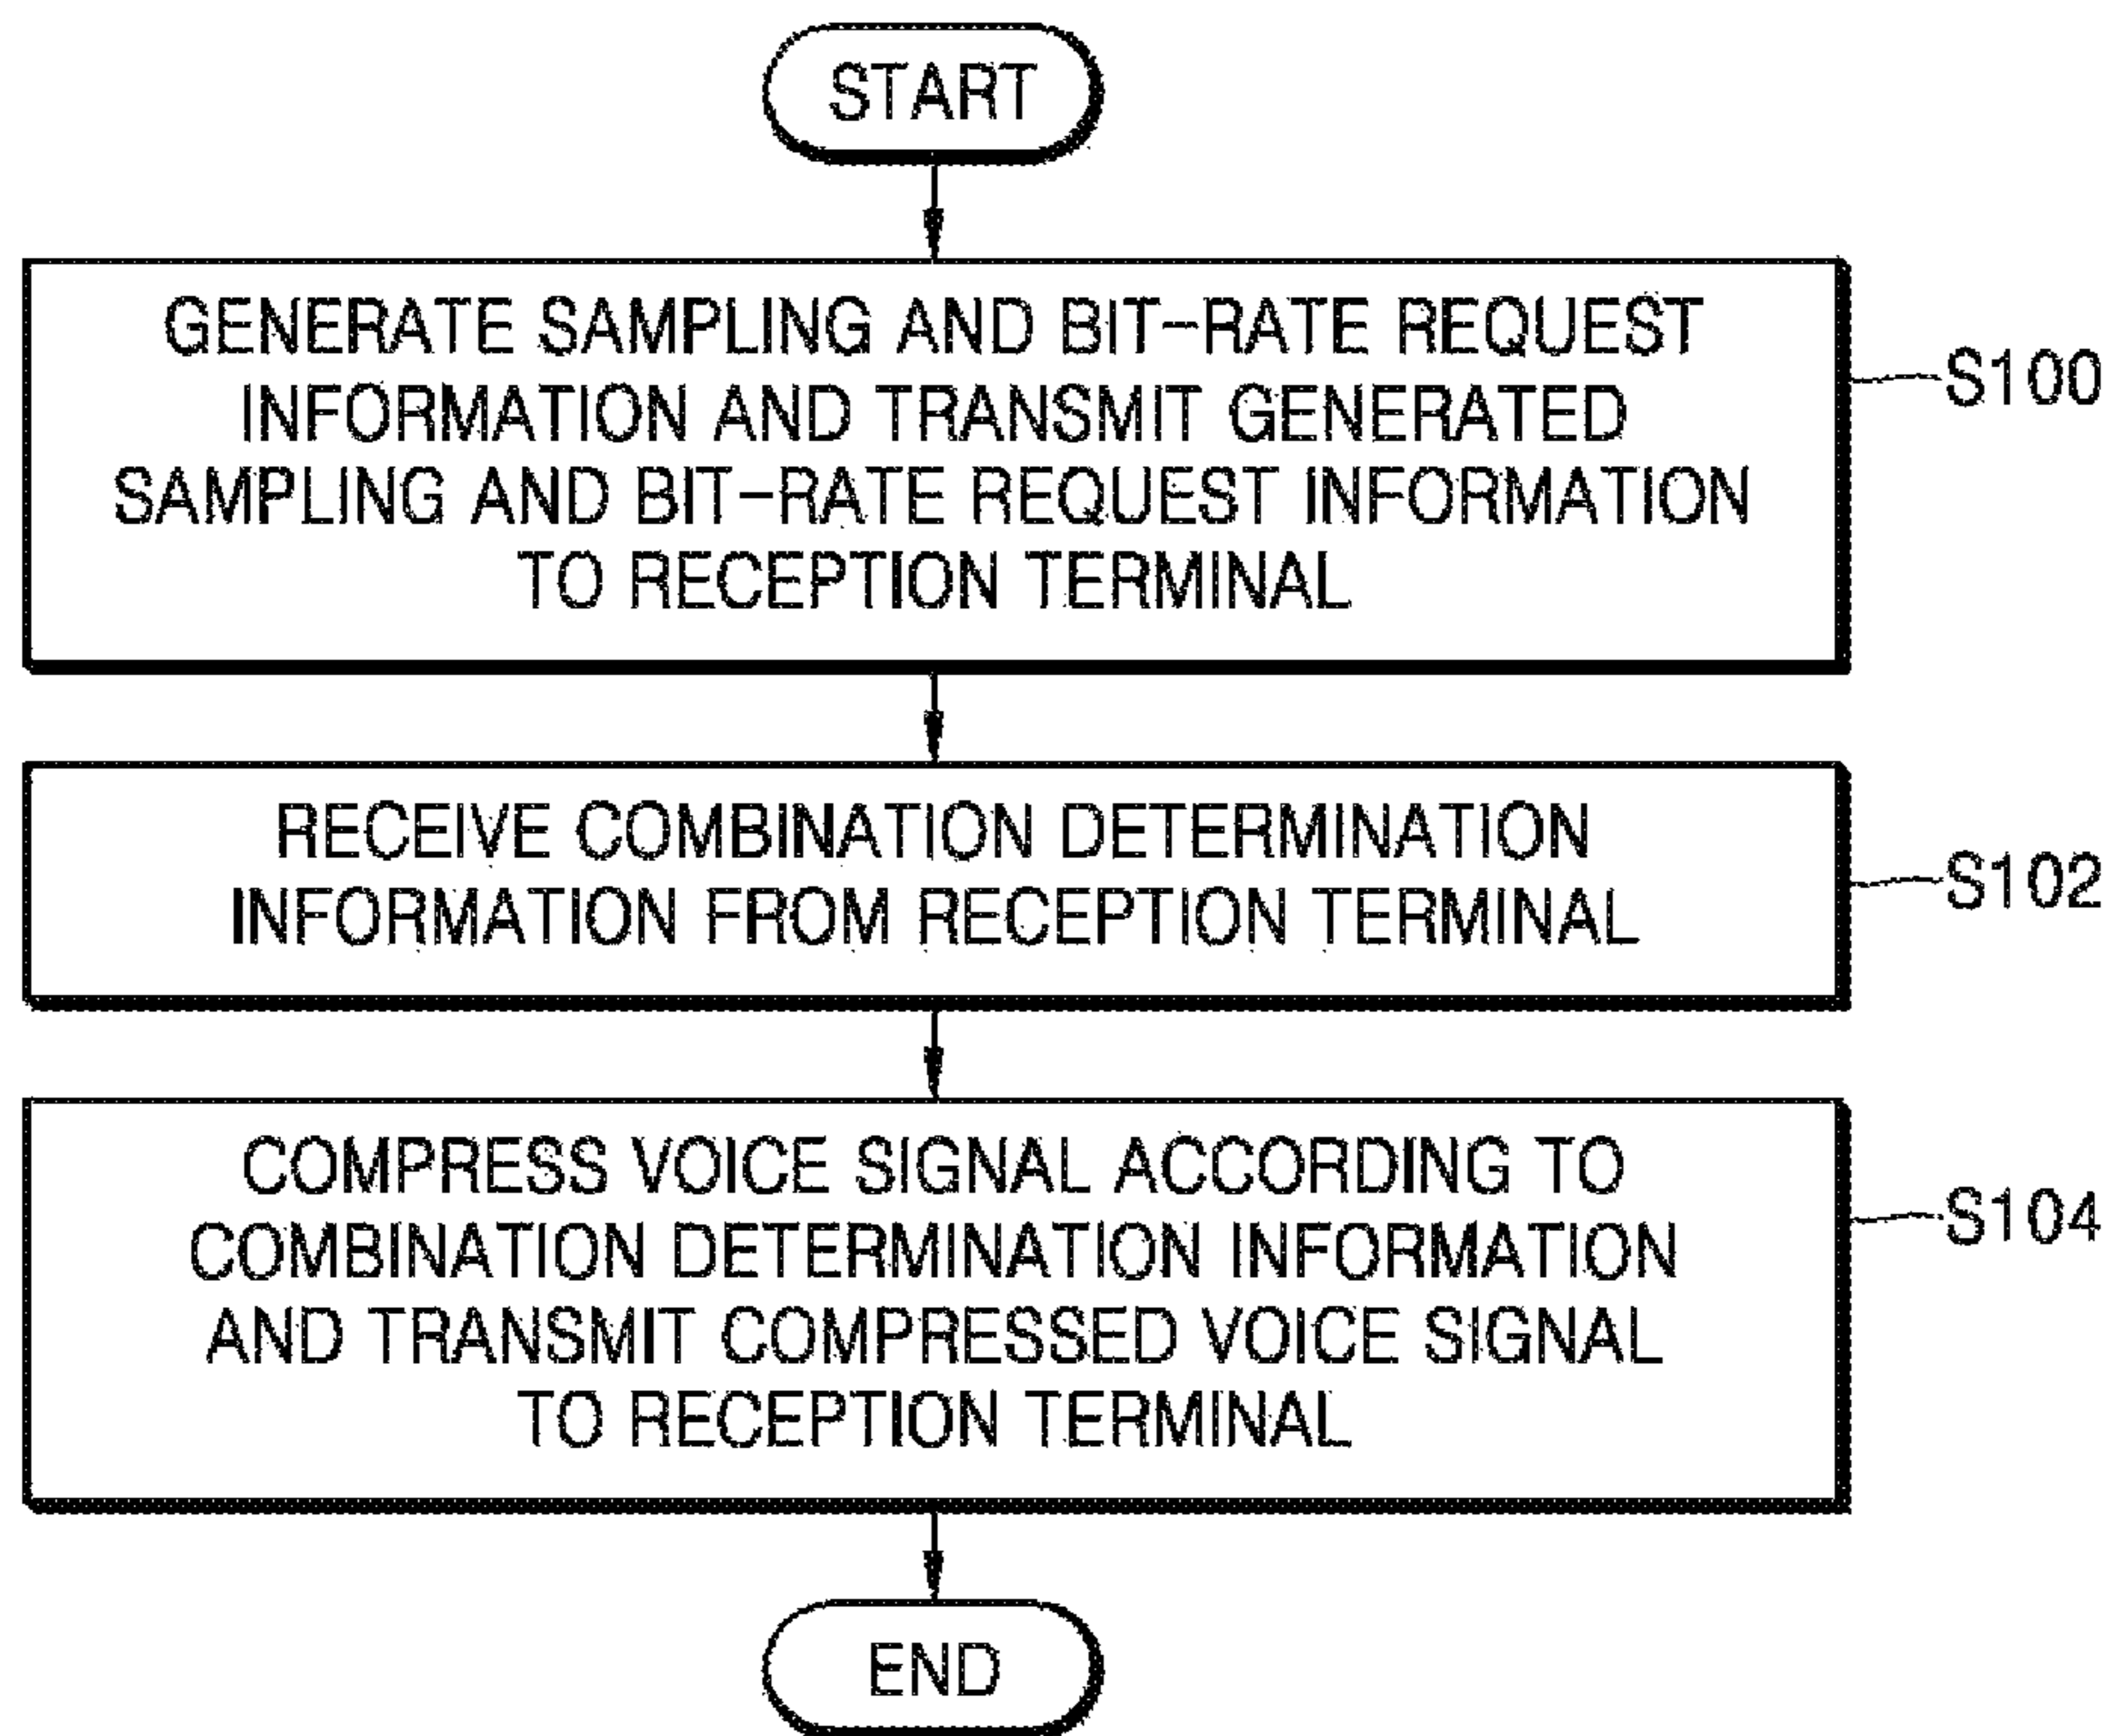 START
GENERATE SAMPLING AND BIT-RATE REQUEST
INFORMATION AND TRANSMIT GENERATED
SAMPLING AND BIT-RATE REQUEST INFORMATION
TO RECEPTION TERMINAL
S100
RECEIVE COMBINATION DETERMINATION
INFORMATION FROM RECEPTION TERMINAL
S102
COMPRESS VOICE SIGNAL ACCORDING TO
COMBINATION DETERMINATION INFORMATION
AND TRANSMIT COMPRESSED VOICE SIGNAL
TO RECEPTION TERMINAL
S104
END